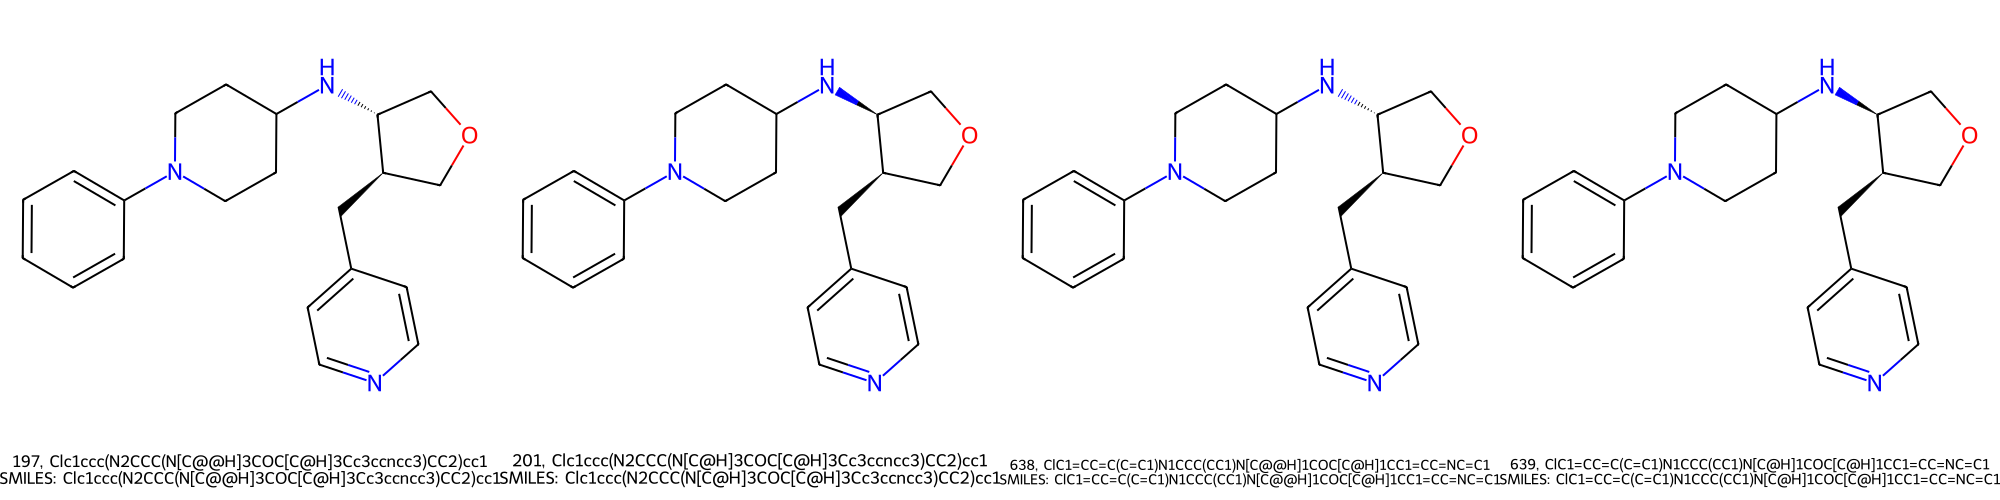 H
N
O
N
N
197, Clc1ccc(N2CCC(N[C@@H]3COC[C@H]3Cc3ccncc3)CC2)cc1
SMILES: Clc1ccc(N2CCC(N[C@@H]3COC[C@H]3Cc3ccncc3)CC2)cc1
H
N
O
N
N
201, Clc1ccc(N2CCC(N[C@H]3COC[C@H]3Cc3ccncc3)CC2)cc1
SMILES: Clc1ccc(N2CCC(N[C@H]3COC[C@H]3Cc3ccncc3)CC2)cc1
H
N
O
N
N
638, ClC1=CC=C(C=C1)N1CCC(CC1)N[C@@H]1COC[C@H]1CC1=CC=NC=C1
SMILES: ClC1=CC=C(C=C1)N1CCC(CC1)N[C@@H]1COC[C@H]1CC1=CC=NC=C1
H
N
O
N
N
639, ClC1=CC=C(C=C1)N1CCC(CC1)N[C@H]1COC[C@H]1CC1=CC=NC=C1
SMILES: ClC1=CC=C(C=C1)N1CCC(CC1)N[C@H]1COC[C@H]1CC1=CC=NC=C1